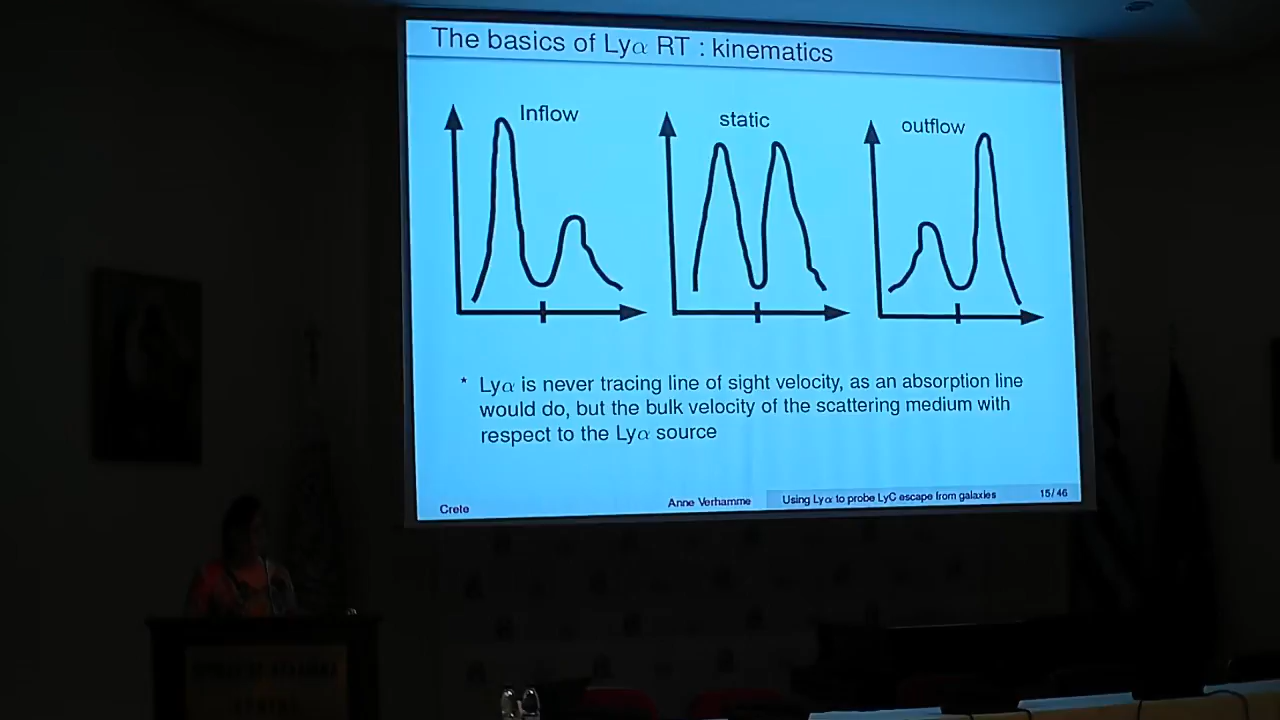 The basics of Lyα RT : kinematics
Inflow
static
outflow
* Lyα is never tracing line of sight velocity, as an absorption line
would do, but the bulk velocity of the scattering medium with
respect to the Lyα source
Crete
Anne Verhamme
Using Lyα to probe LyC escape from galaxies
15/46